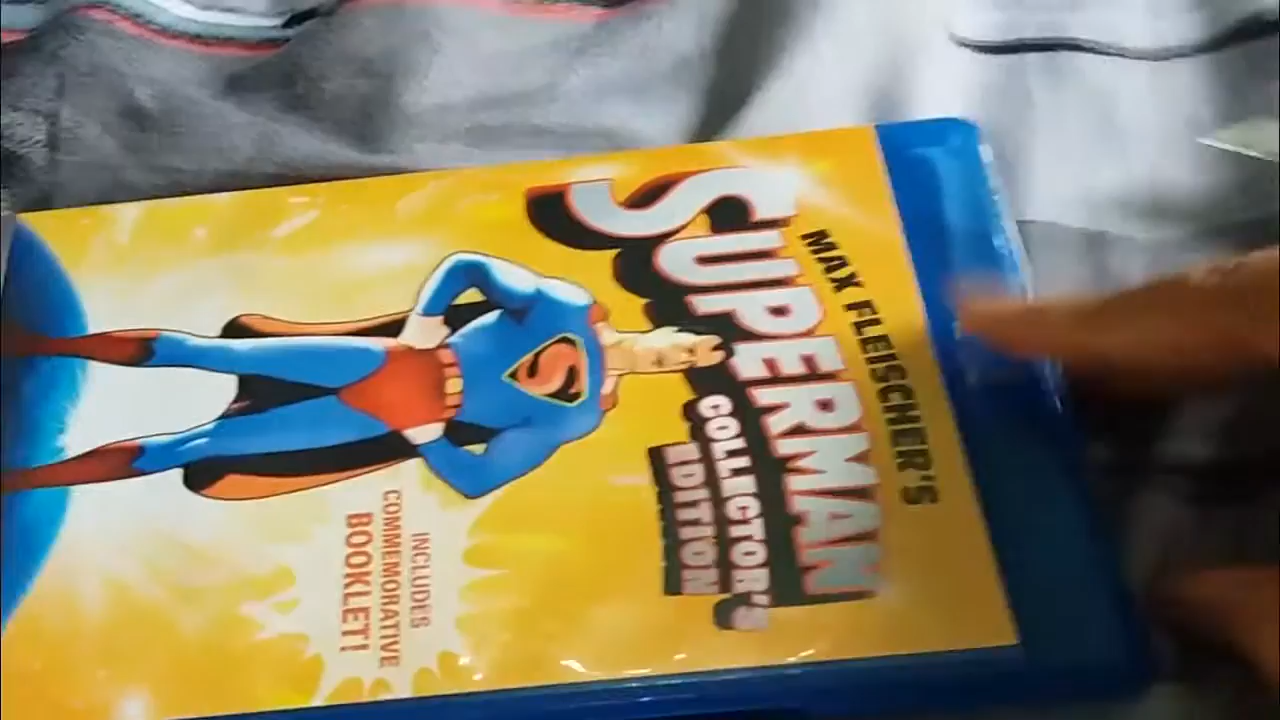 MAX FLEISCHER'S
SUPERMAN
COLLECTOR'S
EDITION
INCLUDES
COMMEMORATIVE
BOOKLET!
S